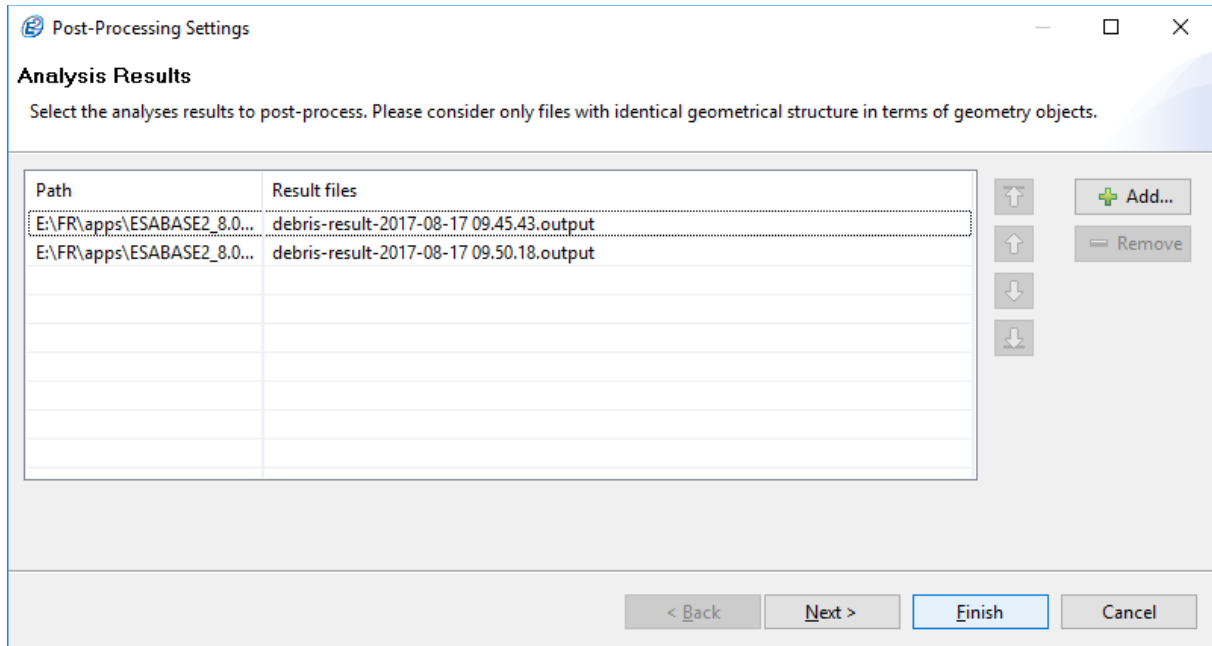 Post-Processing Settings
Analysis Results
Select the analyses results to post-process. Please consider only files with identical geometrical structure in terms of geometry objects.
Path Result files
E:\FR\apps\ESABASE2_8.0... debris-result-2017-08-17 09.45.43.output
E:\FR\apps\ESABASE2_8.0... debris-result-2017-08-17 09.50.18.output
Add...
Remove
< Back Next > Finish Cancel